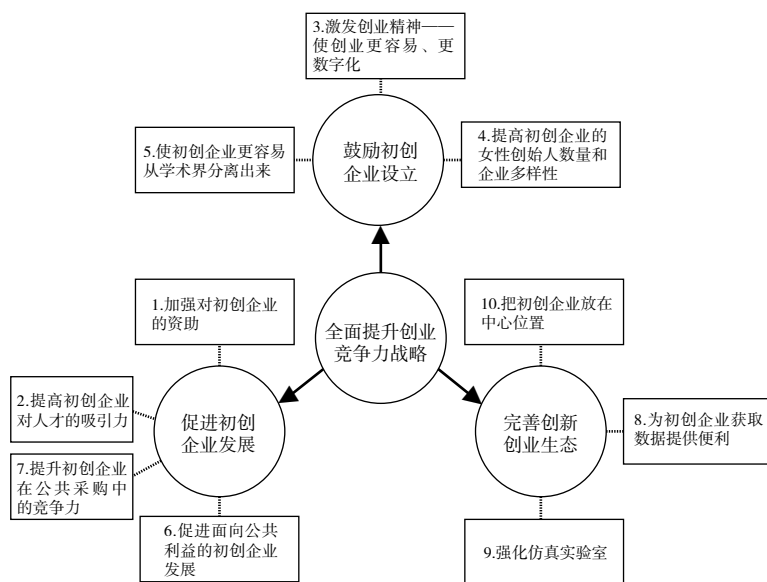 3.激发创业精神——
使创业更容易、更
数字化
5.使初创企业更容易
从学术界分离出来
鼓励初创
企业设立
4.提高初创企业的
女性创始人数量和
企业多样性
1.加强对初创企业
的资助
全面提升创业
竞争力战略
10.把初创企业放在
中心位置
2.提高初创企业
对人才的吸引力
促进初创
企业发展
完善创新
创业生态
8.为初创企业获取
数据提供便利
7.提升初创企业
在公共采购中
的竞争力
6.促进面向公共
利益的初创企业
发展
9.强化仿真实验室